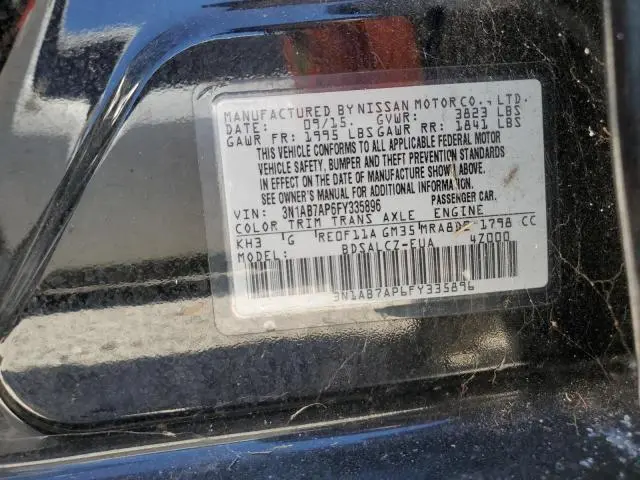 MANUFACTURED BY NISSAN MOTOR CO., LTD.
DATE: 09/15 GVWR: 3823 LBS
GAWR FR: 1995 LBS GAWR RR: 1841 LBS
THIS VEHICLE CONFORMS TO ALL APPLICABLE FEDERAL MOTOR
VEHICLE SAFETY, BUMPER AND THEFT PREVENTION STANDARDS
IN EFFECT ON THE DATE OF MANUFACTURE SHOWN ABOVE.
SEE OWNER'S MANUAL FOR ADDITIONAL INFORMATION.
VIN: 3N1AB7AP6FY335896 PASSENGER CAR.
COLOR TRIM TRANS AXLE ENGINE
KH3 G RE0F11A GM35 MRA8DE 1798 CC
MODEL: BDSALCZ-EUA 4Z000
3N1AB7AP6FY335896